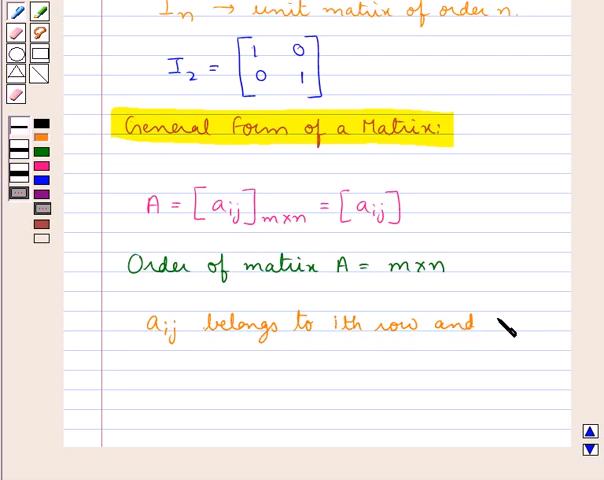 In → unit matrix of order n.
I2 = [1 0
0 1]
General Form of a Matrix:
A = [aij]m×n = [aij]
Order of matrix A = m×n
aij belongs to ith row and